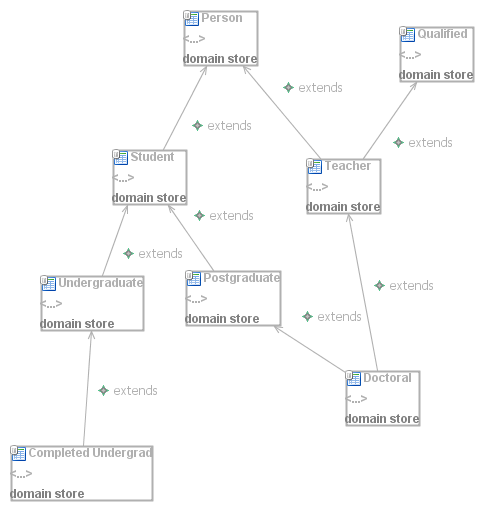 Person
<...>
domain store
Qualified
<...>
domain store
extends
extends
extends
Student
<...>
domain store
Teacher
<...>
domain store
extends
extends
Undergraduate
<...>
domain store
Postgraduate
<...>
domain store
extends
extends
extends
Doctoral
<...>
domain store
Completed Undergrad
<...>
domain store